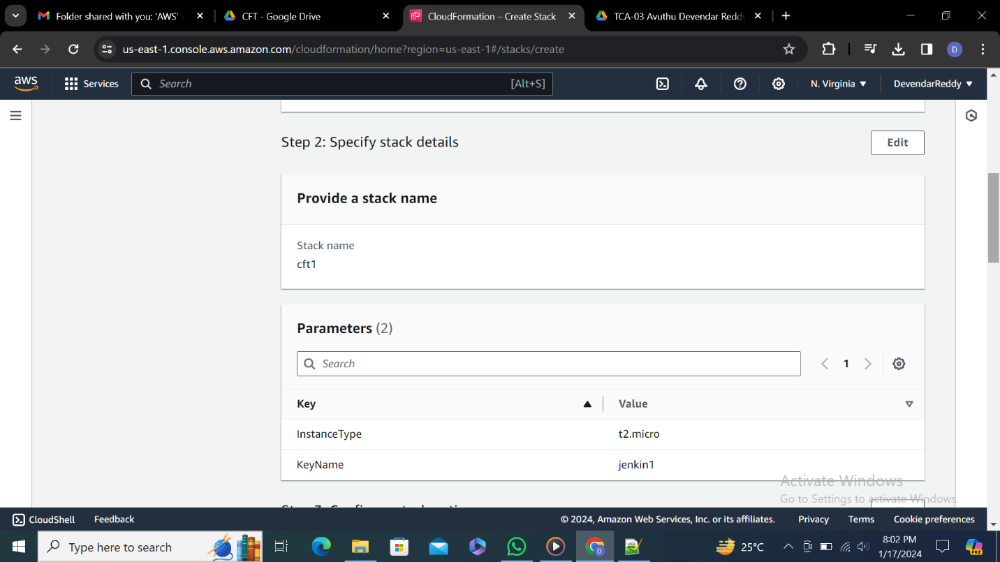 Folder shared with you: 'AWS' -
CFT - Google Drive
CloudFormation – Create Stack
TCA-03 Avuthu Devendar Reddy
us-east-1.console.aws.amazon.com/cloudformation/home?region=us-east-1#/stacks/create
D
aws
Services
Search
[Alt+S]
N. Virginia
DevendarReddy
Step 2: Specify stack details
Edit
Provide a stack name
Stack name
cft1
Parameters (2)
Search
1
Key
Value
InstanceType
t2.micro
KeyName
jenkin1
Activate Windows
Go to Settings to activate Windows.
CloudShell
Feedback
© 2024, Amazon Web Services, Inc. or its affiliates.
Privacy
Terms
Cookie preferences
Type here to search
25°C
8:02 PM
1/17/2024
PRE